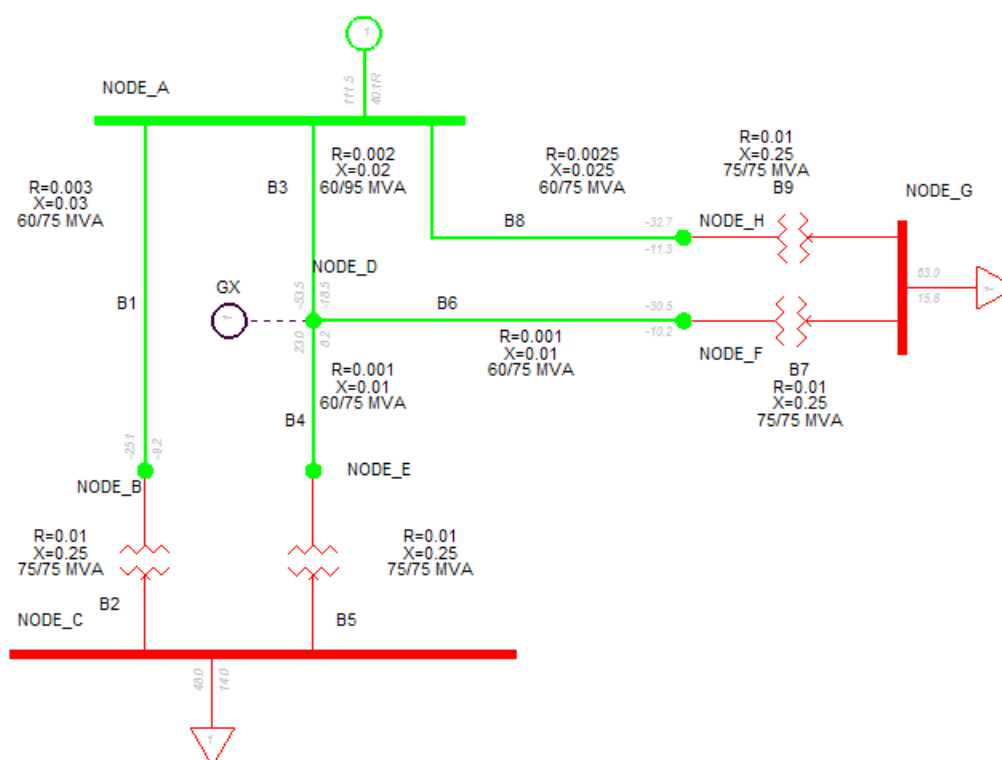 1
111.5
40.1R
NODE_A
R=0.003
X=0.03
60/75 MVA
B3
R=0.002
X=0.02
60/95 MVA
R=0.0025
X=0.025
60/75 MVA
R=0.01
X=0.25
75/75 MVA
B9
NODE_G
B8
-32.7
-11.3
NODE_H
NODE_D
GX
1
-53.5
-18.5
B1
B6
-30.5
-10.2
63.0
15.8
1
23.0
8.2
R=0.001
X=0.01
60/75 MVA
R=0.001
X=0.01
60/75 MVA
NODE_F
B7
R=0.01
X=0.25
75/75 MVA
B4
-25.1
-9.2
NODE_B
NODE_E
R=0.01
X=0.25
75/75 MVA
R=0.01
X=0.25
75/75 MVA
B2
NODE_C
B5
48.0
14.0
1